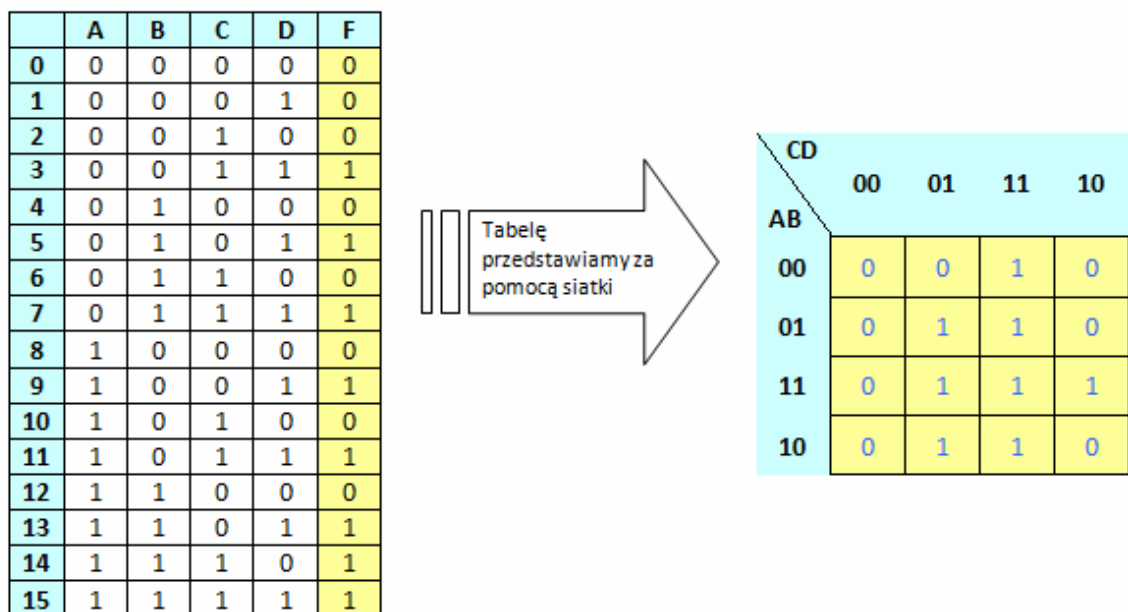 A B C D F
0 0 0 0 0 0
1 0 0 0 1 0
2 0 0 1 0 0
3 0 0 1 1 1
4 0 1 0 0 0
5 0 1 0 1 1
6 0 1 1 0 0
7 0 1 1 1 1
8 1 0 0 0 0
9 1 0 0 1 1
10 1 0 1 0 0
11 1 0 1 1 1
12 1 1 0 0 0
13 1 1 0 1 1
14 1 1 1 0 1
15 1 1 1 1 1
Tabelę
przedstawiamy za
pomocą siatki
CD
00 01 11 10
AB
00 0 0 1 0
01 0 1 1 0
11 0 1 1 1
10 0 1 1 0